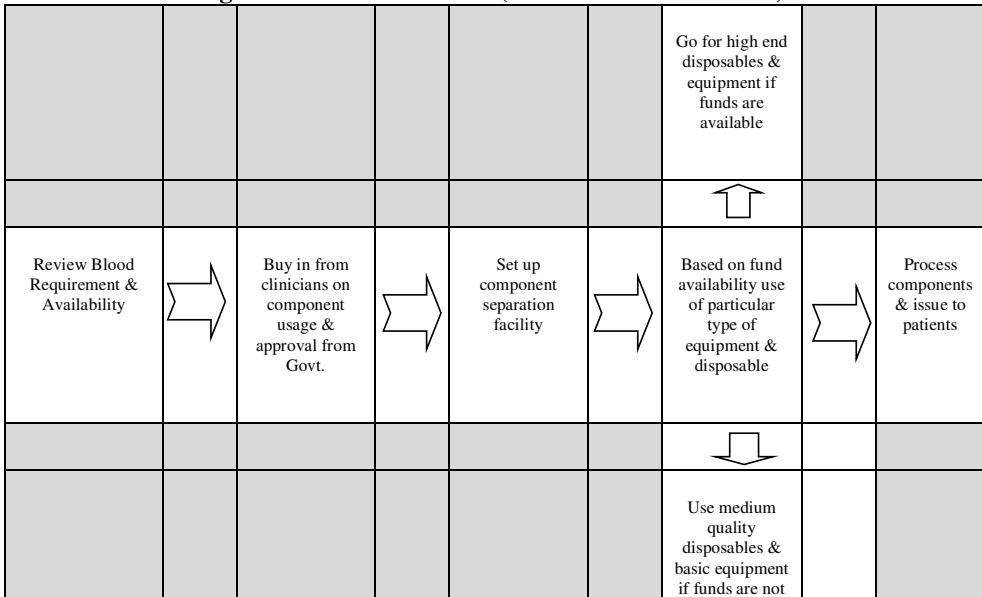 Go for high end
disposables &
equipment if
funds are
available
Review Blood
Requirement &
Availability
Buy in from
clinicians on
component
usage &
approval from
Govt.
Set up
component
separation
facility
Based on fund
availability use
of particular
type of
equipment &
disposable
Process
components
& issue to
patients
Use medium
quality
disposables &
basic equipment
if funds are not